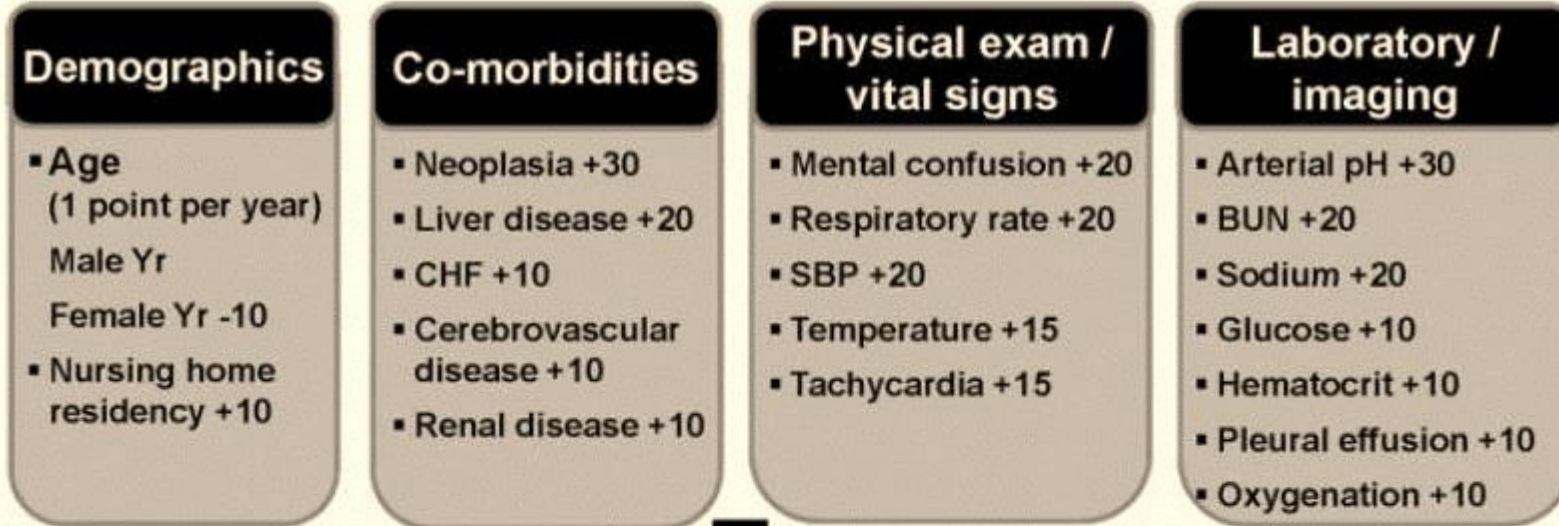 Demographics
▪ Age
(1 point per year)
Male Yr
Female Yr -10
▪ Nursing home
residency +10
Co-morbidities
▪ Neoplasia +30
▪ Liver disease +20
▪ CHF +10
▪ Cerebrovascular
disease +10
▪ Renal disease +10
Physical exam /
vital signs
▪ Mental confusion +20
▪ Respiratory rate +20
▪ SBP +20
▪ Temperature +15
▪ Tachycardia +15
Laboratory /
imaging
▪ Arterial pH +30
▪ BUN +20
▪ Sodium +20
▪ Glucose +10
▪ Hematocrit +10
▪ Pleural effusion +10
▪ Oxygenation +10